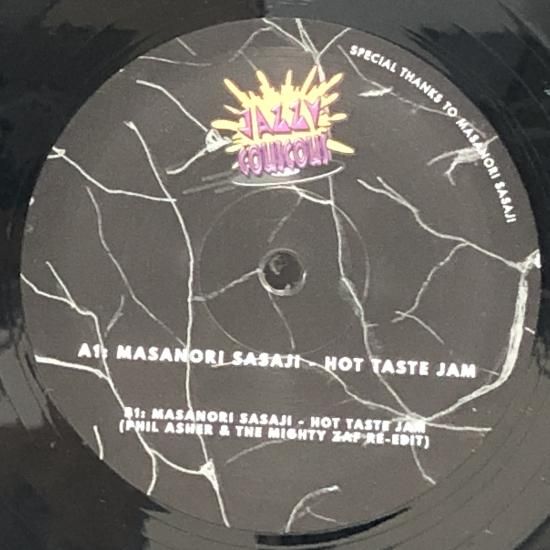 SPECIAL THANKS TO MASANORI SASAJI
JAZZY
COUSCOUS
A1: MASANORI SASAJI - HOT TASTE JAM
B1: MASANORI SASAJI - HOT TASTE JAM
(PHIL ASHER & THE MIGHTY ZAF RE-EDIT)